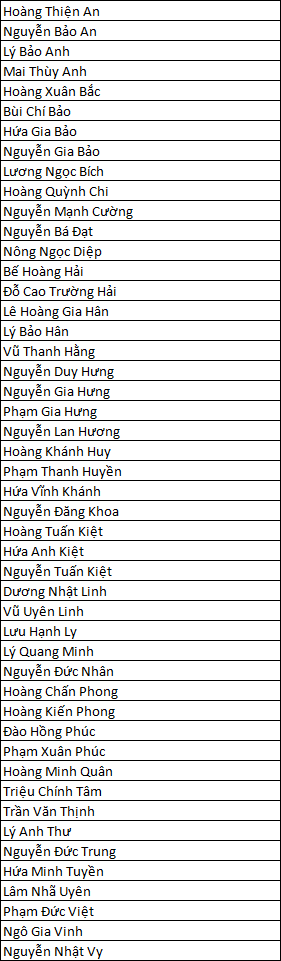 Hoàng Thiện An
Nguyễn Bảo An
Lý Bảo Anh
Mai Thùy Anh
Hoàng Xuân Bắc
Bùi Chí Bảo
Hứa Gia Bảo
Nguyễn Gia Bảo
Lương Ngọc Bích
Hoàng Quỳnh Chi
Nguyễn Mạnh Cường
Nguyễn Bá Đạt
Nông Ngọc Diệp
Bế Hoàng Hải
Đỗ Cao Trường Hải
Lê Hoàng Gia Hân
Lý Bảo Hân
Vũ Thanh Hằng
Nguyễn Duy Hưng
Nguyễn Gia Hưng
Phạm Gia Hưng
Nguyễn Lan Hương
Hoàng Khánh Huy
Phạm Thanh Huyền
Hứa Vĩnh Khánh
Nguyễn Đăng Khoa
Hoàng Tuấn Kiệt
Hứa Anh Kiệt
Nguyễn Tuấn Kiệt
Dương Nhật Linh
Vũ Uyên Linh
Lưu Hạnh Ly
Lý Quang Minh
Nguyễn Đức Nhân
Hoàng Chấn Phong
Hoàng Kiến Phong
Đào Hồng Phúc
Phạm Xuân Phúc
Hoàng Minh Quân
Triệu Chính Tâm
Trần Văn Thịnh
Lý Anh Thư
Nguyễn Đức Trung
Hứa Minh Tuyền
Lâm Nhã Uyên
Phạm Đức Việt
Ngô Gia Vinh
Nguyễn Nhật Vy